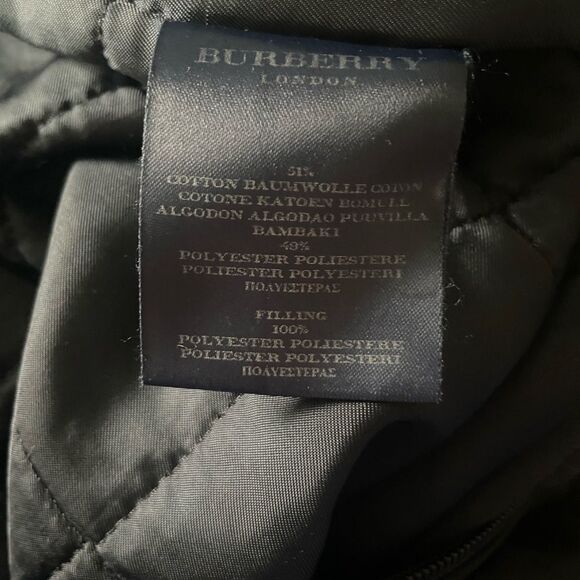 BURBERRY
LONDON
51%
COTTON BAUMWOLLE COTON
COTONE KATOEN BOMULL
ALGODON ALGODAO PUUVILLA
BAMBAKI
49%
POLYESTER POLIESTERE
POLIESTER POLYESTERI
ΠΟΛΥΕΣΤΕΡΑΣ
FILLING
100%
POLYESTER POLIESTERE
POLIESTER POLYESTERI
ΠΟΛΥΕΣΤΕΡΑΣ